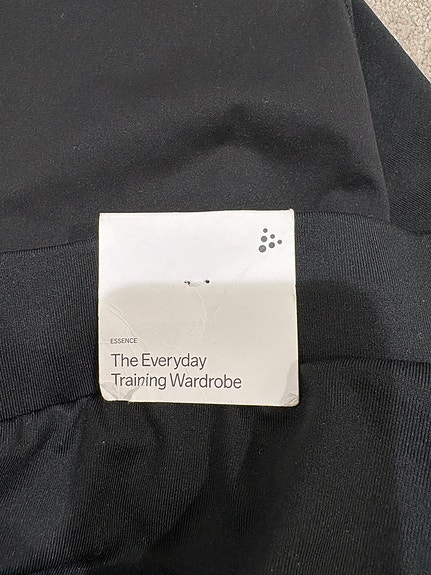 ESSENCE
The Everyday
Training Wardrobe